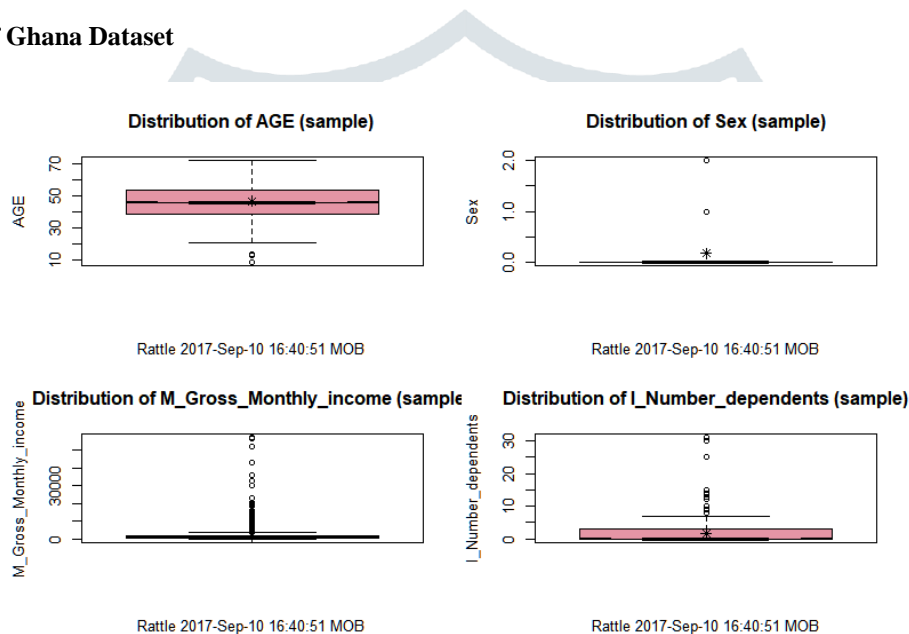 Ghana Dataset
Distribution of AGE (sample)
AGE
70
50
30
10
Rattle 2017-Sep-10 16:40:51 MOB
Distribution of Sex (sample)
Sex
2.0
1.0
0.0
Rattle 2017-Sep-10 16:40:51 MOB
Distribution of M_Gross_Monthly_income (sample
M_Gross_Monthly_income
30000
0
Rattle 2017-Sep-10 16:40:51 MOB
Distribution of I_Number_dependents (sample)
I_Number_dependents
30
20
10
0
Rattle 2017-Sep-10 16:40:51 MOB